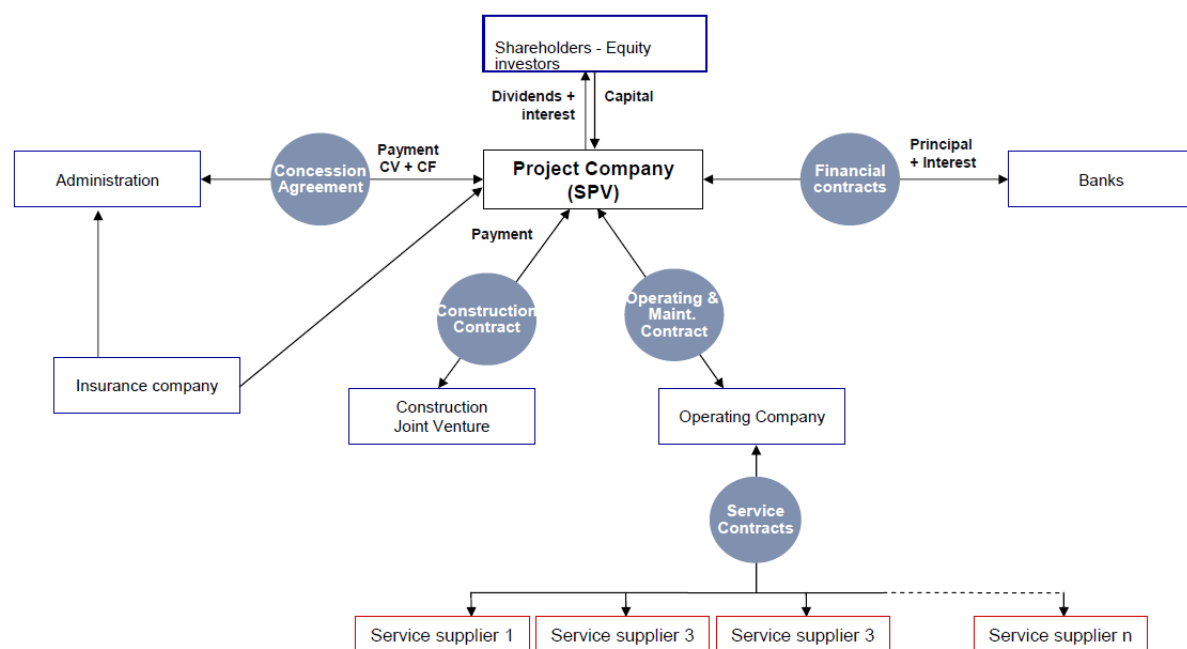 Shareholders - Equity
investors
Dividends +
interest
Capital
Administration
Concession
Agreement
Payment
CV + CF
Project Company
(SPV)
Financial
contracts
Principal
+ Interest
Banks
Payment
Construction
Contract
Operating &
Maint.
Contract
Insurance company
Construction
Joint Venture
Operating Company
Service
Contracts
Service supplier 1
Service supplier 3
Service supplier 3
Service supplier n